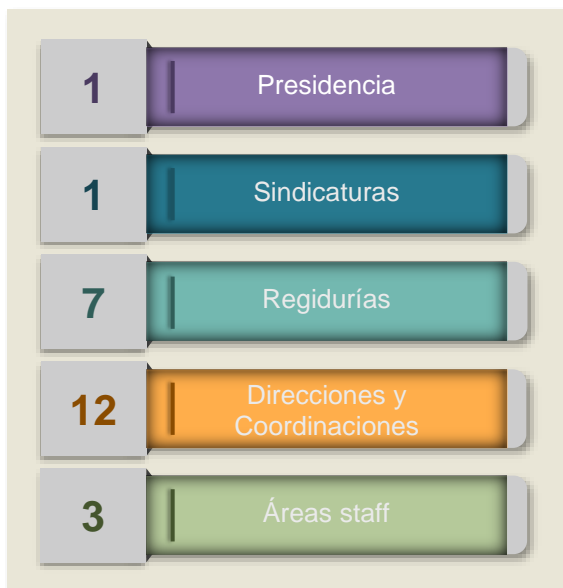 1
Presidencia
1
Sindicaturas
7
Regidurías
12
Direcciones y
Coordinaciones
3
Áreas staff